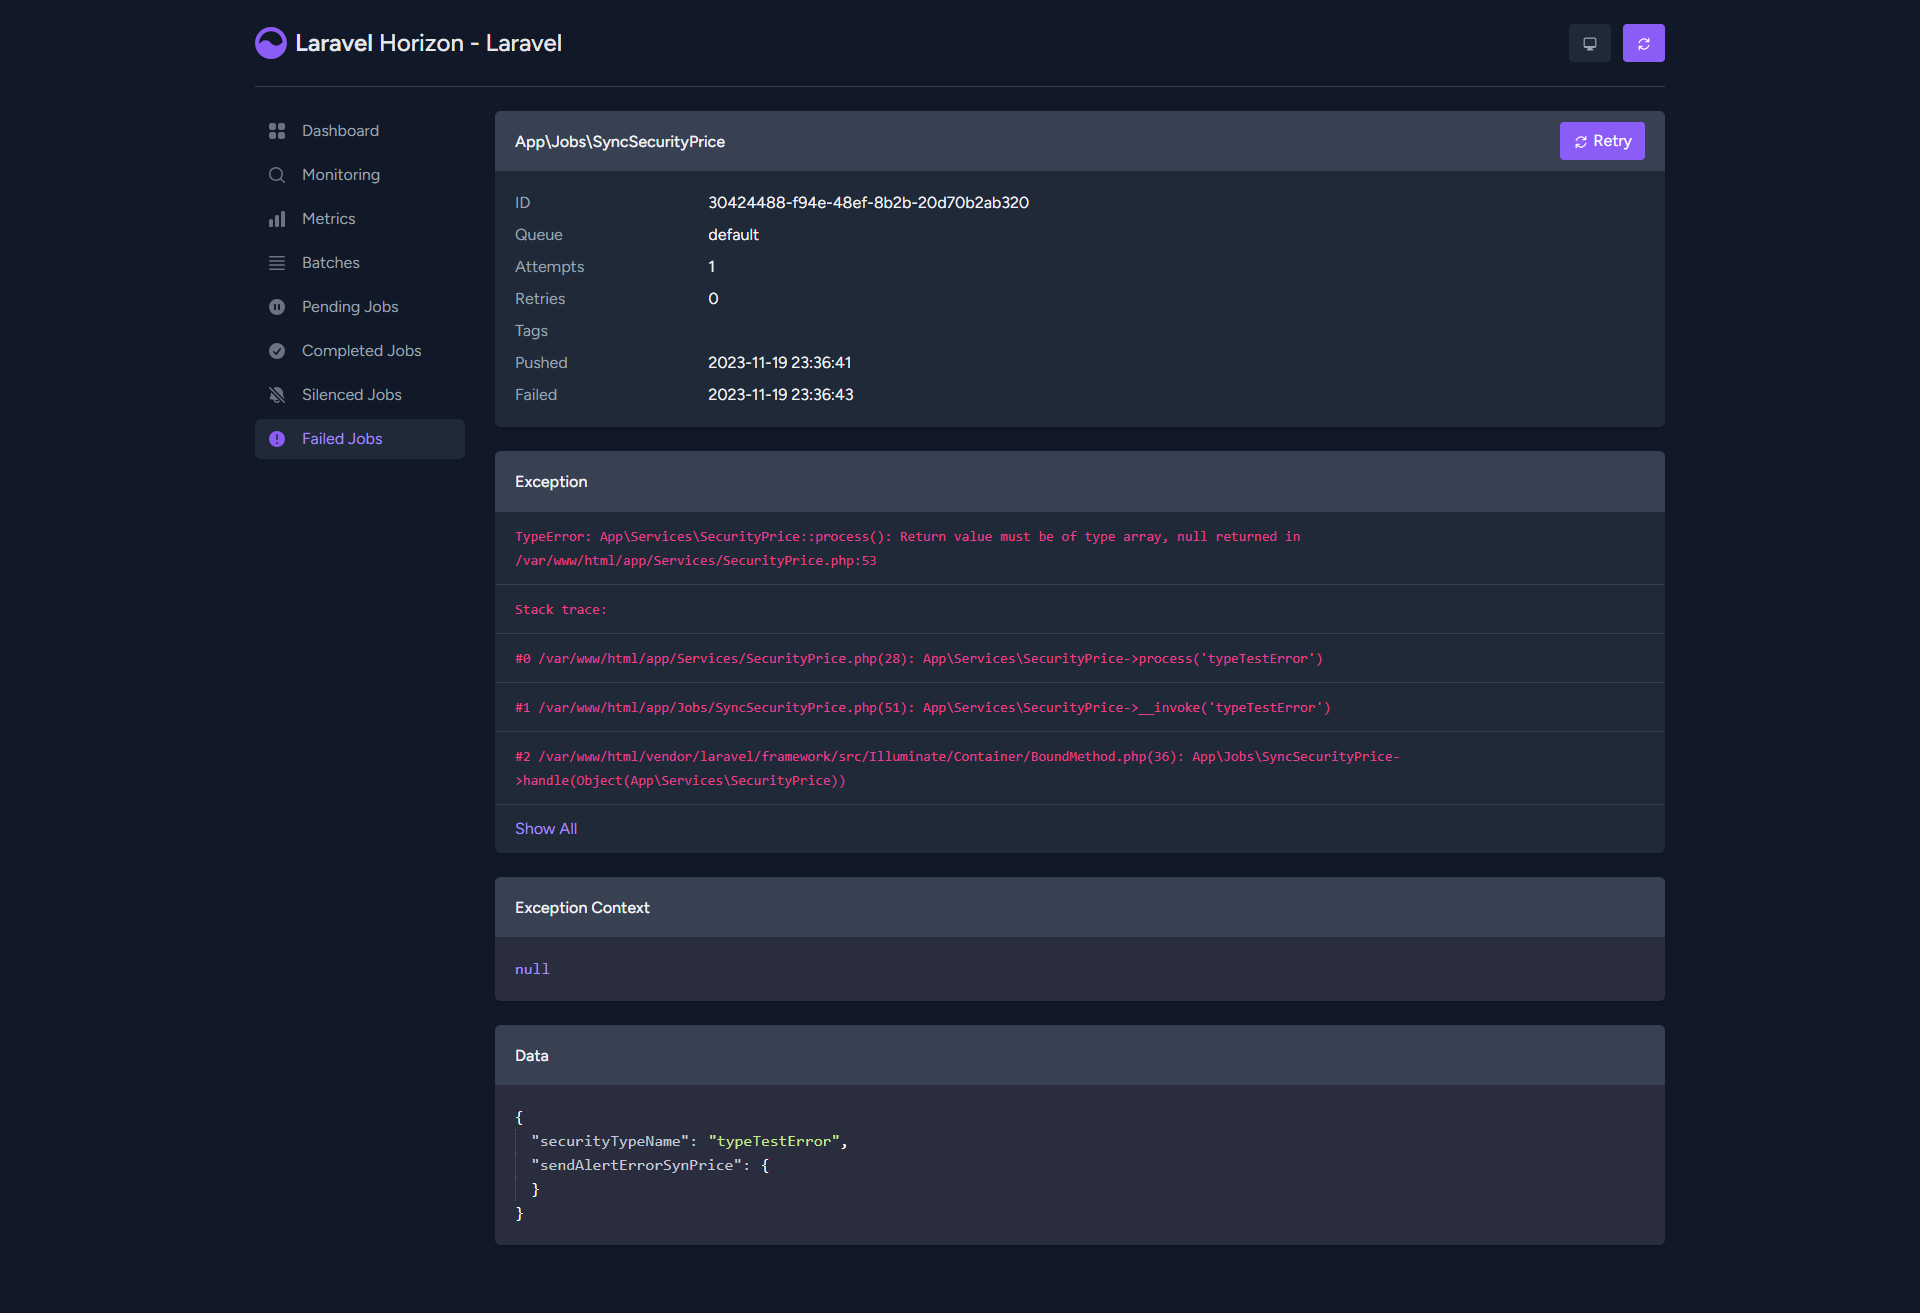 Laravel Horizon - Laravel
Dashboard
Monitoring
Metrics
Batches
Pending Jobs
Completed Jobs
Silenced Jobs
Failed Jobs
App\Jobs\SyncSecurityPrice
Retry
ID 30424488-f94e-48ef-8b2b-20d70b2ab320
Queue default
Attempts 1
Retries 0
Tags
Pushed 2023-11-19 23:36:41
Failed 2023-11-19 23:36:43
Exception
TypeError: App\Services\SecurityPrice::process(): Return value must be of type array, null returned in
/var/www/html/app/Services/SecurityPrice.php:53
Stack trace:
#0 /var/www/html/app/Services/SecurityPrice.php(28): App\Services\SecurityPrice->process('typeTestError')
#1 /var/www/html/app/Jobs/SyncSecurityPrice.php(51): App\Services\SecurityPrice->__invoke('typeTestError')
#2 /var/www/html/vendor/laravel/framework/src/Illuminate/Container/BoundMethod.php(36): App\Jobs\SyncSecurityPrice-
>handle(Object(App\Services\SecurityPrice))
Show All
Exception Context
null
Data
{
"securityTypeName": "typeTestError",
"sendAlertErrorSynPrice": {
}
}